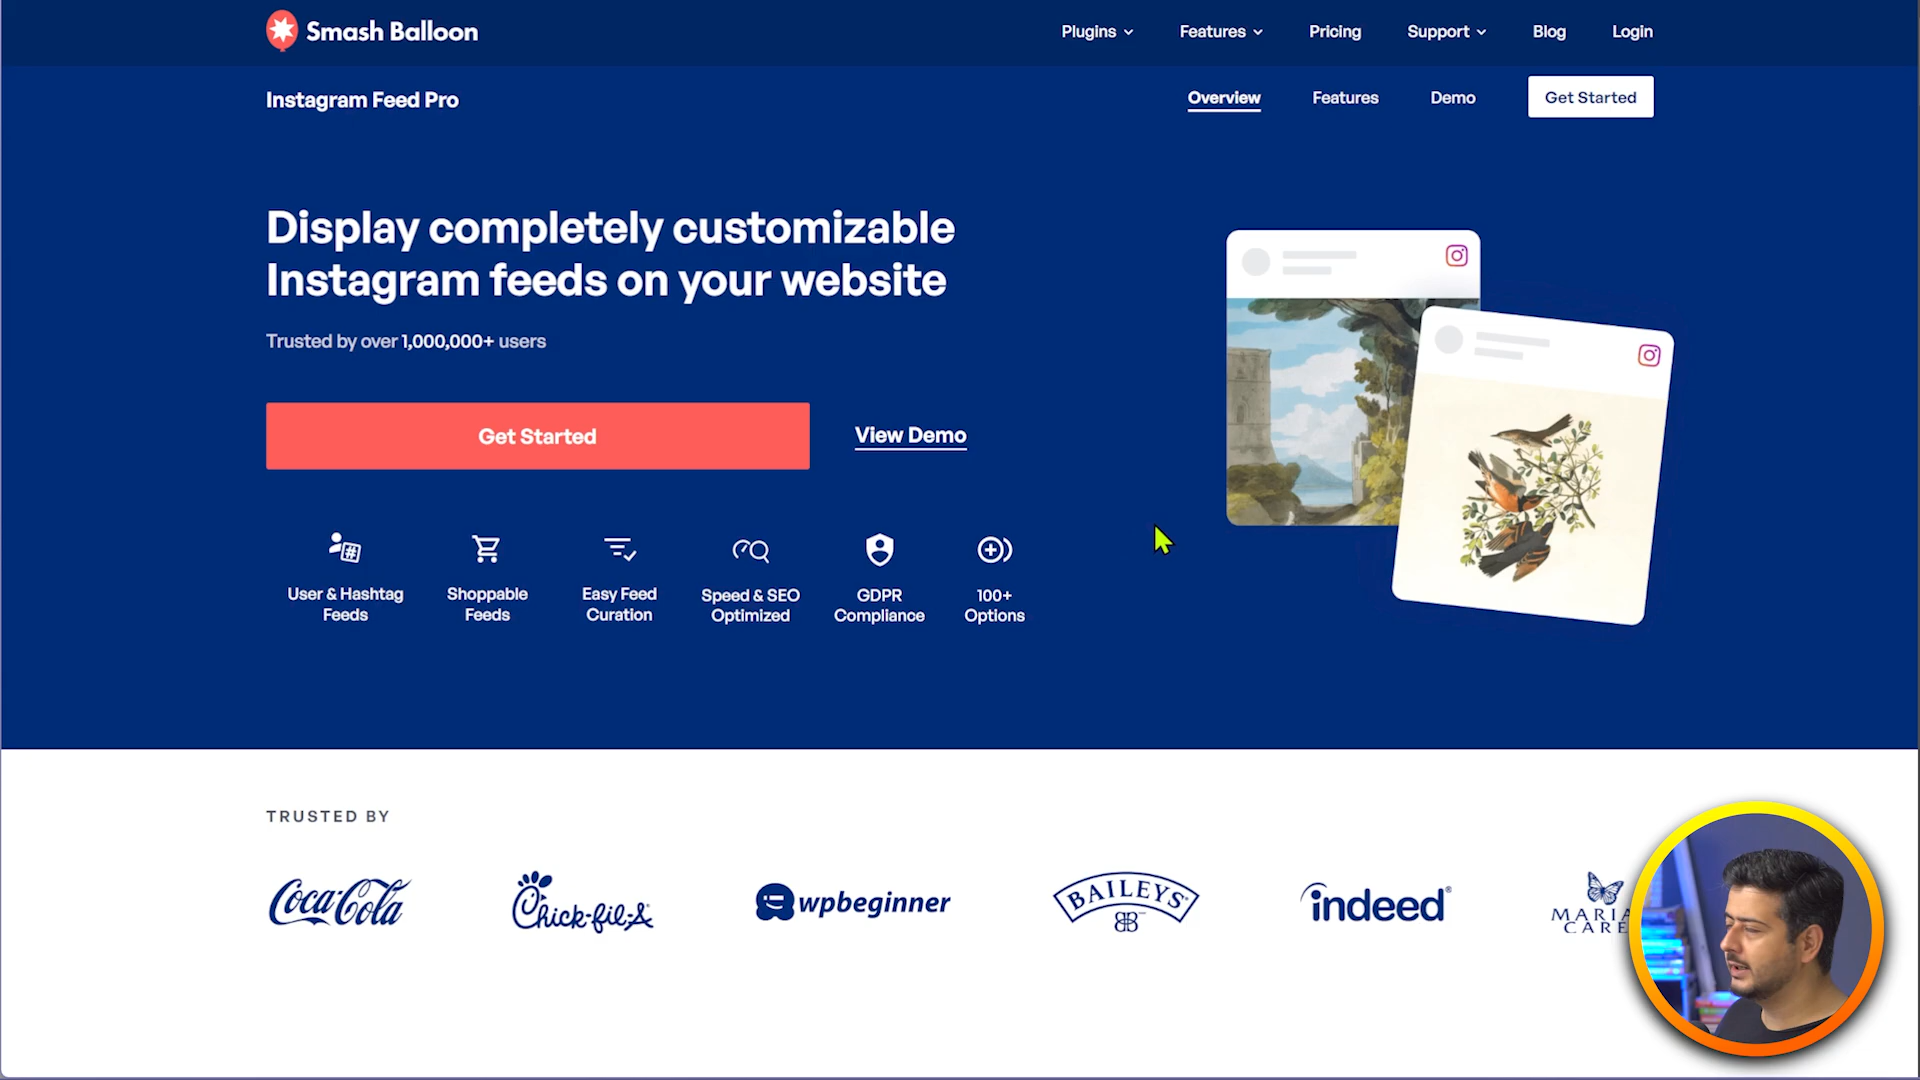 Smash Balloon
Plugins
Features
Pricing
Support
Blog
Login
Instagram Feed Pro
Overview
Features
Demo
Get Started
Display completely customizable
Instagram feeds on your website
Trusted by over 1,000,000+ users
Get Started
View Demo
#
User & Hashtag
Feeds
Shoppable
Feeds
Easy Feed
Curation
Speed & SEO
Optimized
GDPR
Compliance
100+
Options
TRUSTED BY
Coca-Cola
Chick-fil-A
wpbeginner
BAILEYS
indeed